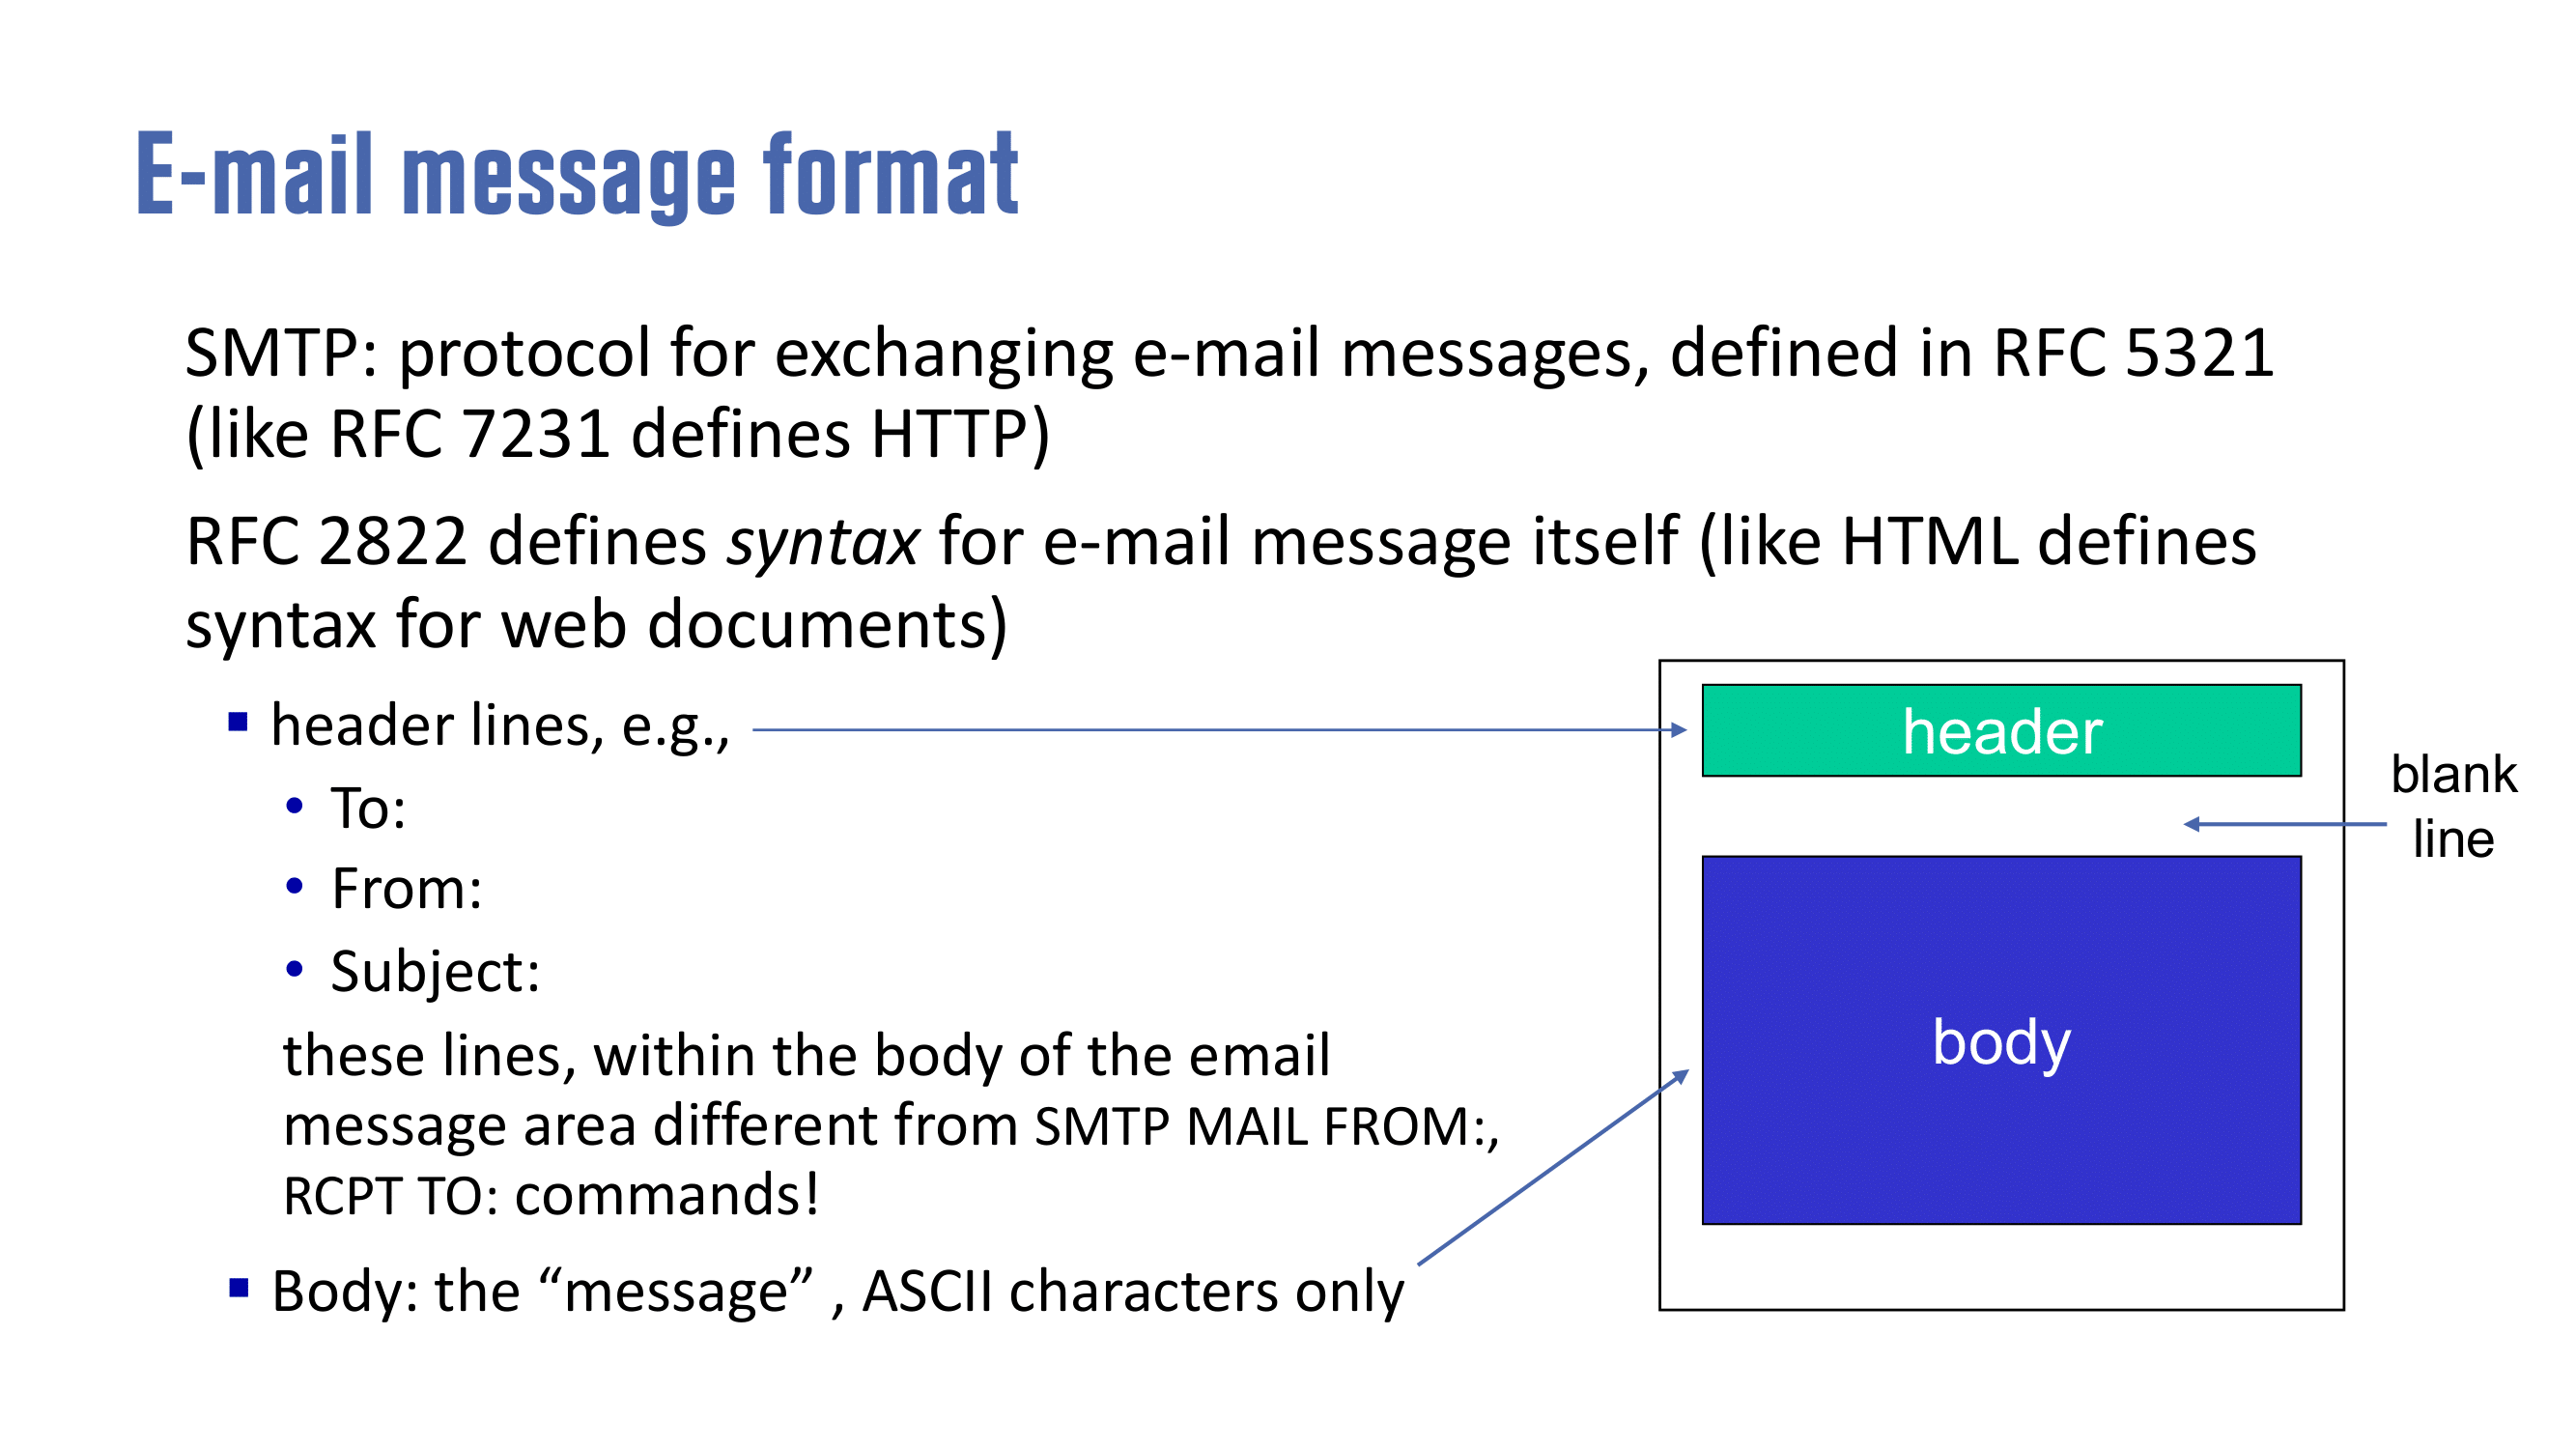 E-mail message format
SMTP: protocol for exchanging e-mail messages, defined in RFC 5321
(like RFC 7231 defines HTTP)
RFC 2822 defines syntax for e-mail message itself (like HTML defines
syntax for web documents)
▪ header lines, e.g.,
• To:
• From:
• Subject:
these lines, within the body of the email
message area different from SMTP MAIL FROM:,
RCPT TO: commands!
▪ Body: the “message” , ASCII characters only
header
blank
line
body